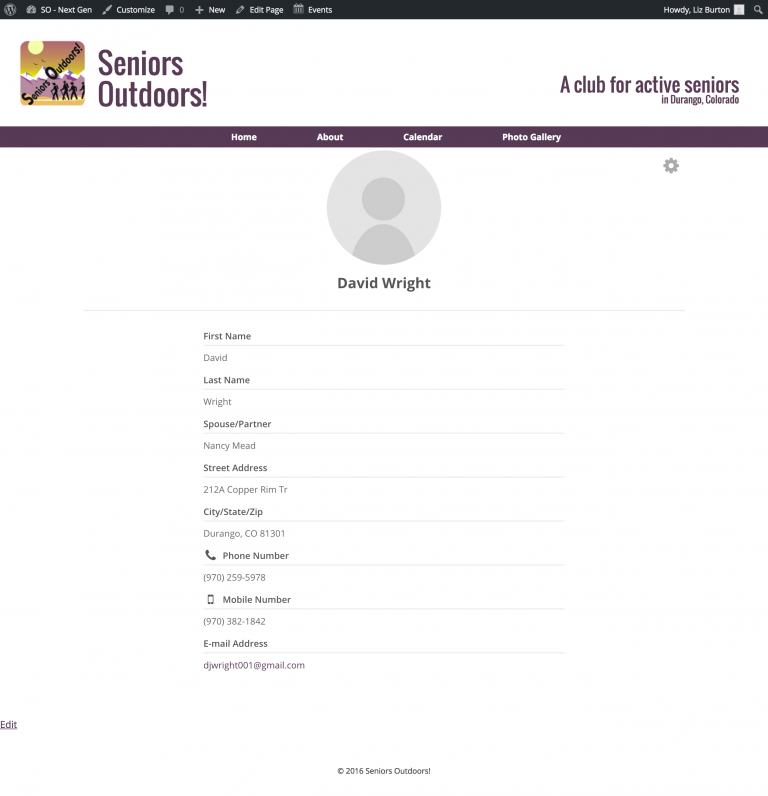 SO - Next Gen Customize 0 New Edit Page Events Howdy, Liz Burton
Seniors Outdoors!
Seniors
Outdoors!
A club for active seniors
in Durango, Colorado
Home About Calendar Photo Gallery
David Wright
First Name
David
Last Name
Wright
Spouse/Partner
Nancy Mead
Street Address
212A Copper Rim Tr
City/State/Zip
Durango, CO 81301
Phone Number
(970) 259-5978
Mobile Number
(970) 382-1842
E-mail Address
djwright001@gmail.com
Edit
© 2016 Seniors Outdoors!